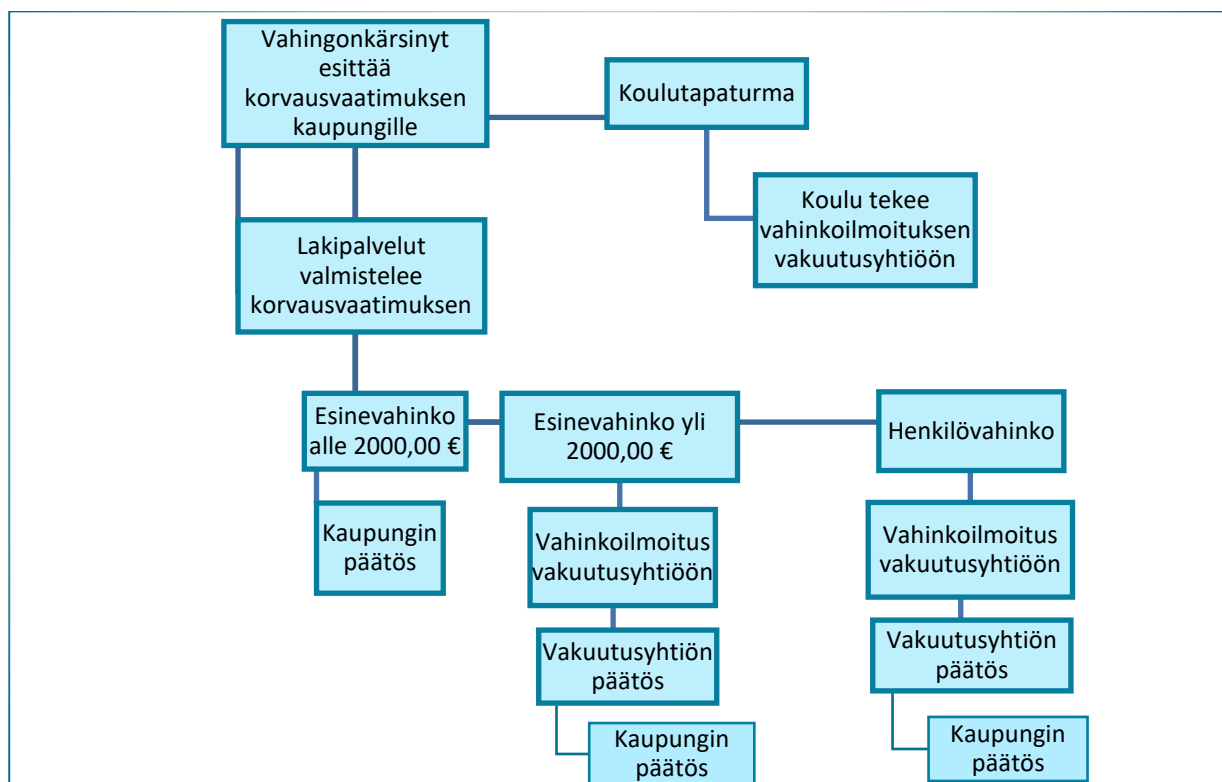 Vahingonkärsinyt
esittää
korvausvaatimuksen
kaupungille
Koulutapaturma
Koulu tekee
vahinkoilmoituksen
vakuutusyhtiöön
Lakipalvelut
valmistelee
korvausvaatimuksen
Esinevahinko
alle 2000,00 €
Kaupungin
päätös
Esinevahinko yli
2000,00 €
Vahinkoilmoitus
vakuutusyhtiöön
Vakuutusyhtiön
päätös
Kaupungin
päätös
Henkilövahinko
Vahinkoilmoitus
vakuutusyhtiöön
Vakuutusyhtiön
päätös
Kaupungin
päätös